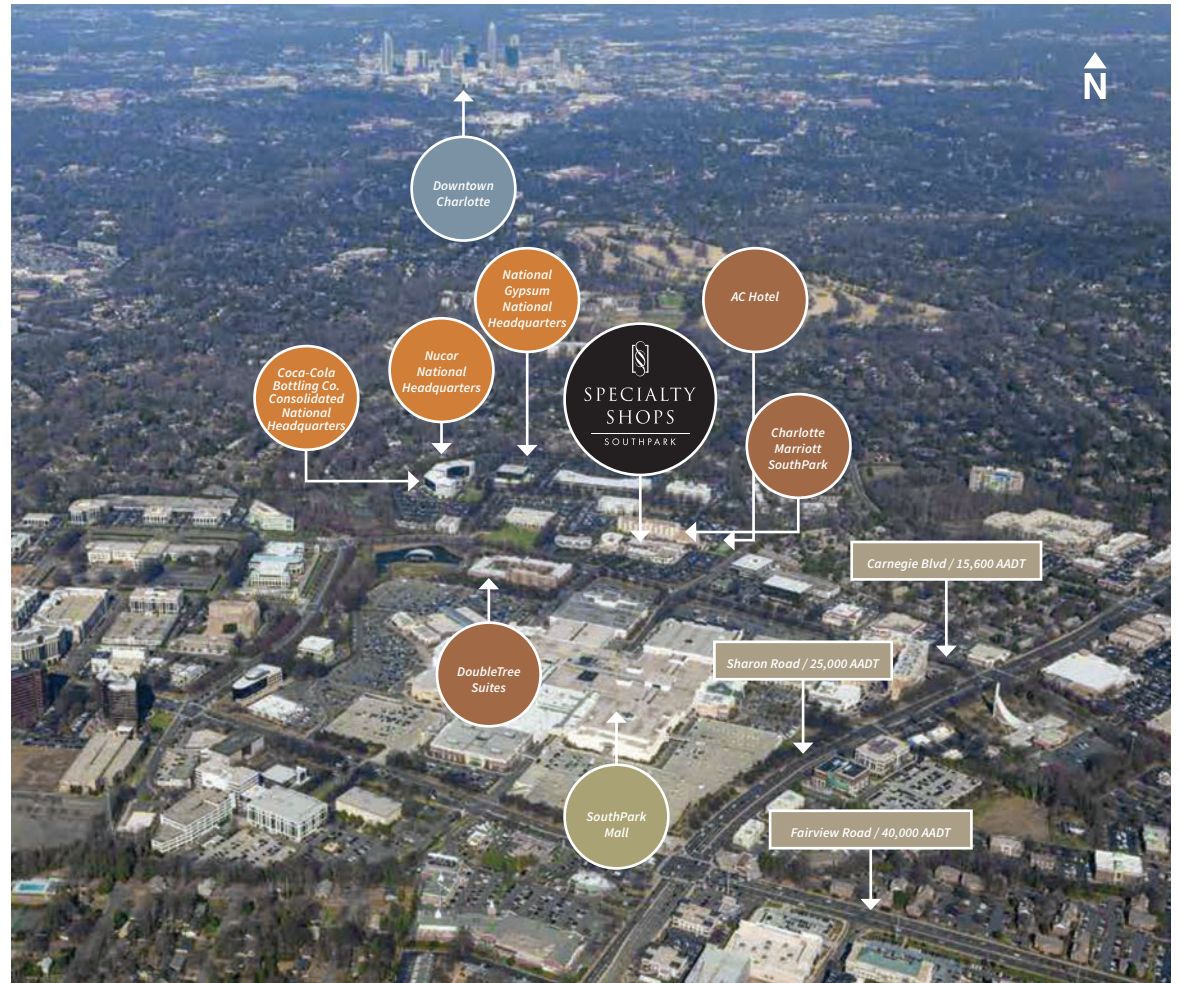 N
Downtown
Charlotte
National
Gypsum
National
Headquarters
AC Hotel
Nucor
National
Headquarters
Coca-Cola
Bottling Co.
Consolidated
National
Headquarters
SPECIALTY
SHOPS
SOUTHPARK
Charlotte
Marriott
SouthPark
Carnegie Blvd / 15,600 AADT
Sharon Road / 25,000 AADT
DoubleTree
Suites
SouthPark
Mall
Fairview Road / 40,000 AADT